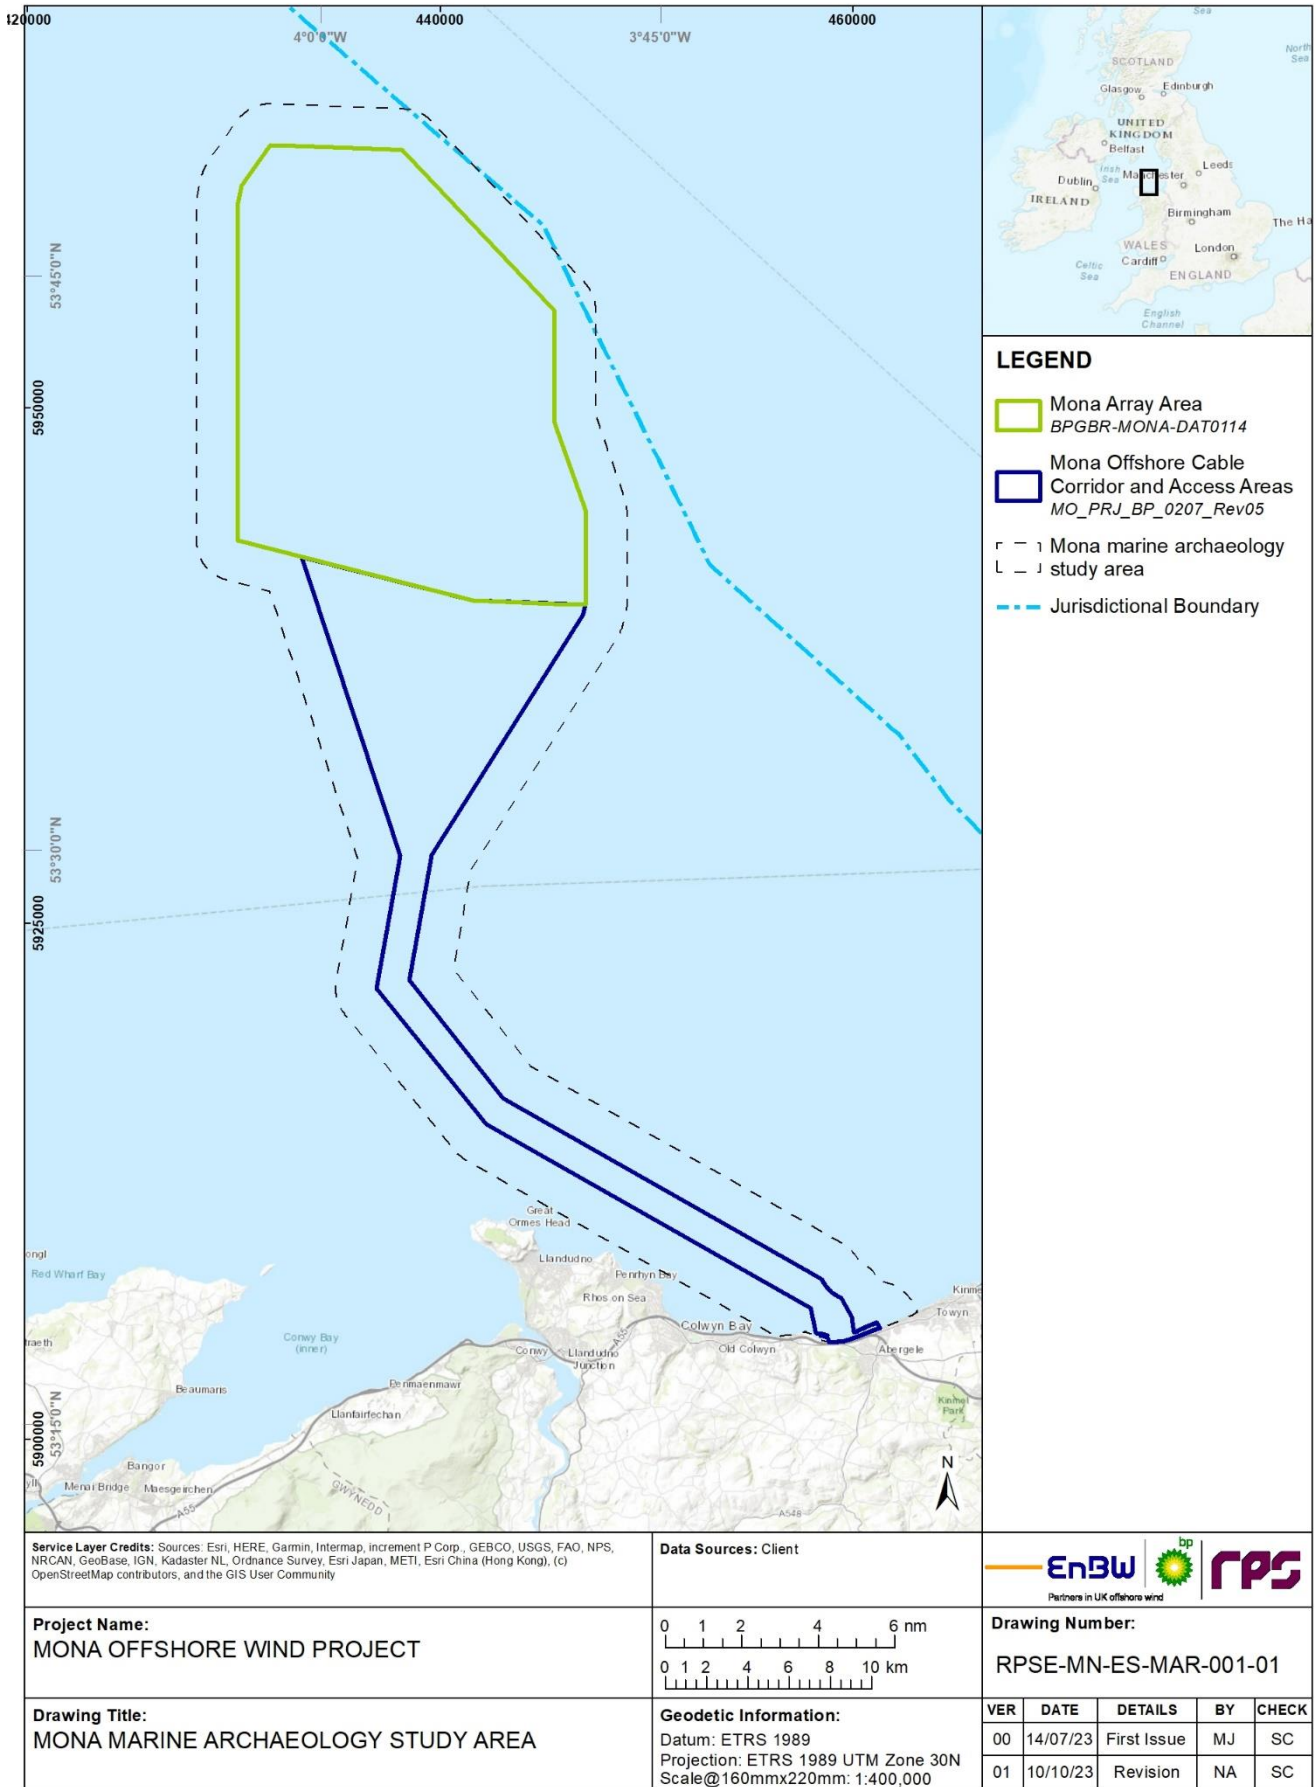 420000
440000
460000
4°0'0"W
3°45'0"W
53°45'0"N
5950000
53°30'0"N
5925000
53°15'0"N
5900000
Great
Ormes Head
Llandudno
Penrhyn Bay
Rhos on Sea
Red Wharf Bay
Conwy Bay
(inner)
Colwyn Bay
Old Colwyn
Towyn
Abergele
Conwy
Llandudno
Junction
A55
Beaumaris
Penmaenmawr
Llanfairfechan
Kinmel
Park
Bangor
Menai Bridge
Maesgeirchen
A55
GWYNEDD
A548
N
Sea
North
Sea
SCOTLAND
Glasgow
Edinburgh
UNITED
KINGDOM
Belfast
Irish
Sea
Leeds
Manchester
Dublin
IRELAND
Birmingham
The Ha
WALES
London
Cardiff
Celtic
Sea
ENGLAND
English
Channel
LEGEND
Mona Array Area
BPGBR-MONA-DAT0114
Mona Offshore Cable
Corridor and Access Areas
MO_PRJ_BP_0207_Rev05
Mona marine archaeology
study area
Jurisdictional Boundary
Service Layer Credits: Sources: Esri, HERE, Garmin, Intermap, increment P Corp., GEBCO, USGS, FAO, NPS,
NRCAN, GeoBase, IGN, Kadaster NL, Ordnance Survey, Esri Japan, METI, Esri China (Hong Kong), (c)
OpenStreetMap contributors, and the GIS User Community
Data Sources: Client
EnBW
bp
rps
Partners in UK offshore wind
Project Name:
MONA OFFSHORE WIND PROJECT
0 1 2 4 6 nm
0 1 2 4 6 8 10 km
Drawing Number:
RPSE-MN-ES-MAR-001-01
Drawing Title:
MONA MARINE ARCHAEOLOGY STUDY AREA
Geodetic Information:
Datum: ETRS 1989
Projection: ETRS 1989 UTM Zone 30N
Scale@160mmx220mm: 1:400,000
VER DATE DETAILS BY CHECK
00 14/07/23 First Issue MJ SC
01 10/10/23 Revision NA SC